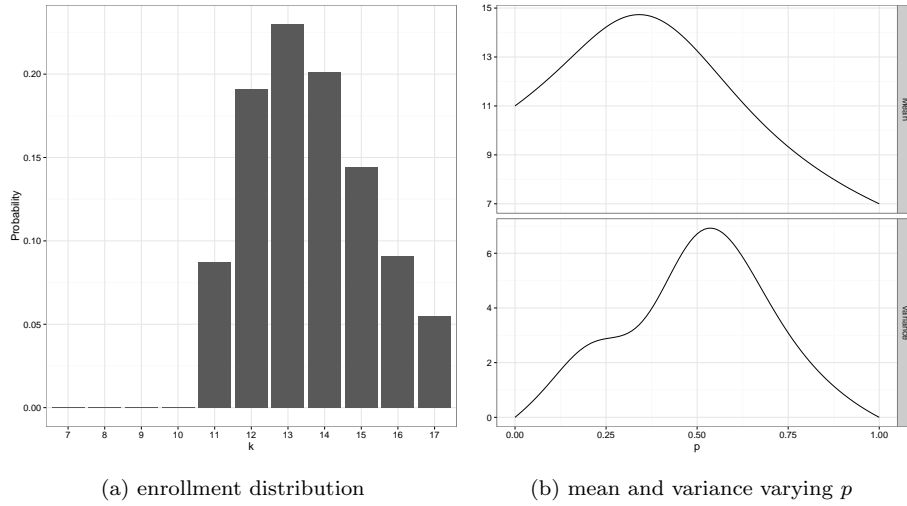 0.20
0.15
0.10
0.05
0.00
Probability
7 8 9 10 11 12 13 14 15 16 17
k
15
13
11
9
7
Mean
6
4
2
0
Variance
0.00 0.25 0.50 0.75 1.00
p
(a) enrollment distribution
(b) mean and variance varying p